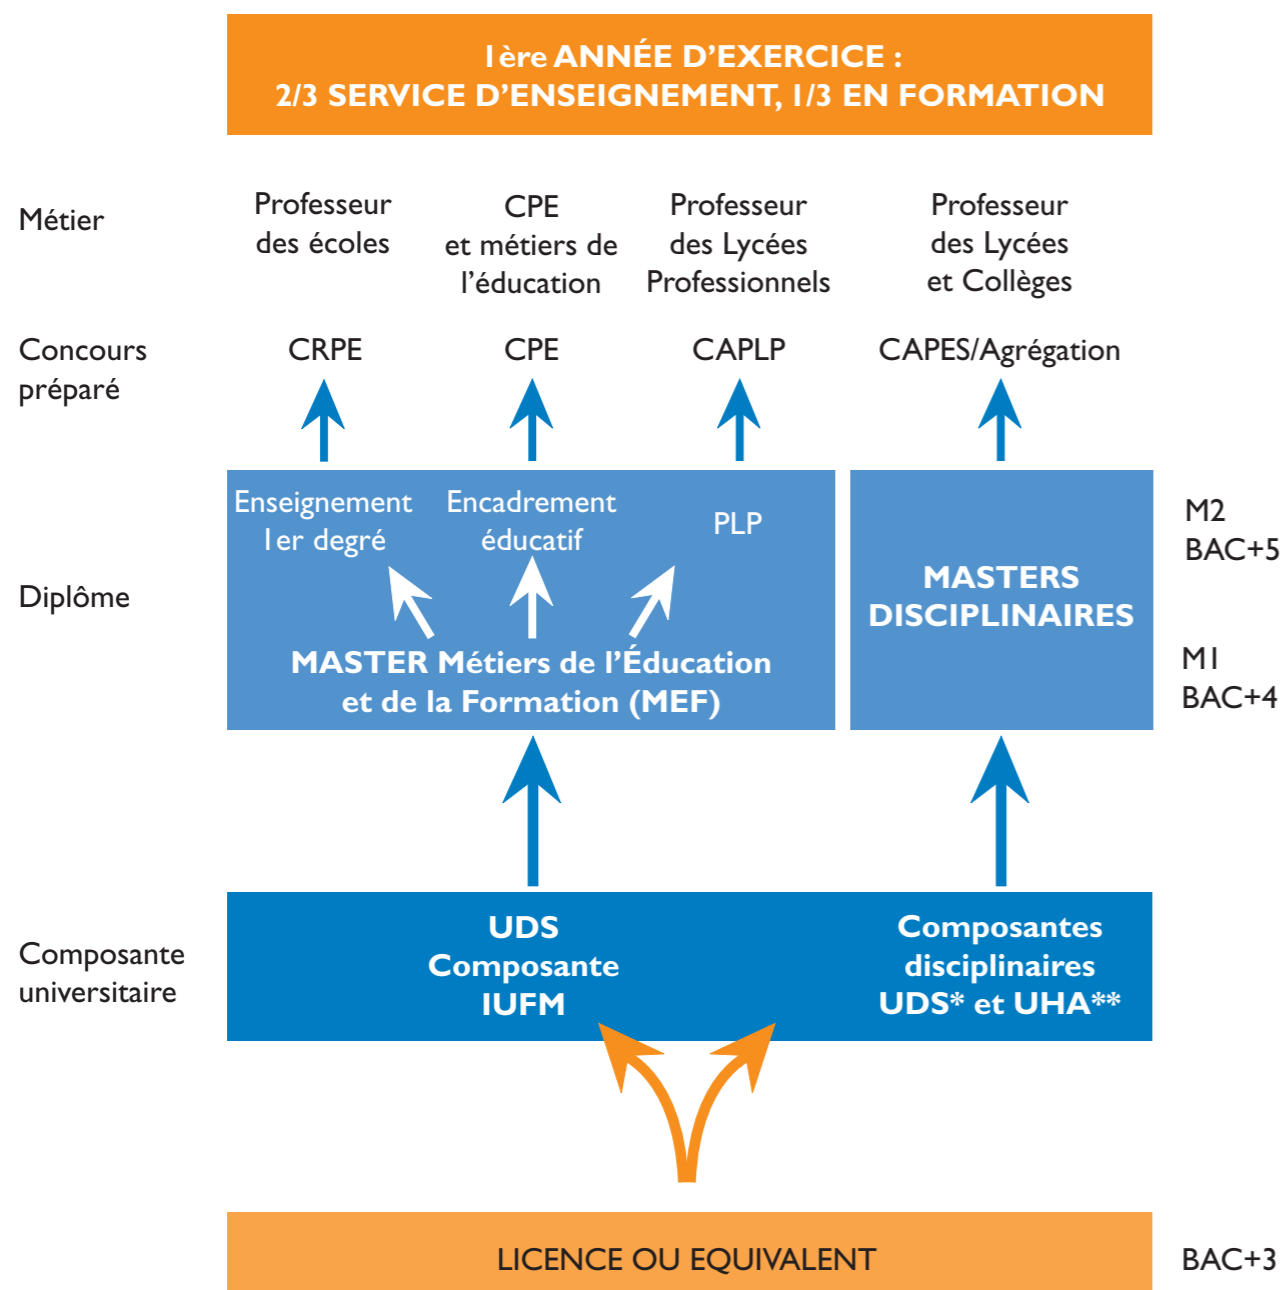 1ère ANNÉE D'EXERCICE :
2/3 SERVICE D'ENSEIGNEMENT, 1/3 EN FORMATION
Métier
Professeur
des écoles
CPE
et métiers de
l'éducation
Professeur
des Lycées
Professionnels
Professeur
des Lycées
et Collèges
Concours
préparé
CRPE
CPE
CAPLP
CAPES/Agrégation
Enseignement
1er degré
Encadrement
éducatif
PLP
M2
BAC+5
Diplôme
MASTERS
DISCIPLINAIRES
MASTER Métiers de l'Éducation
et de la Formation (MEF)
M1
BAC+4
Composante
universitaire
UDS
Composante
IUFM
Composantes
disciplinaires
UDS* et UHA**
LICENCE OU EQUIVALENT
BAC+3